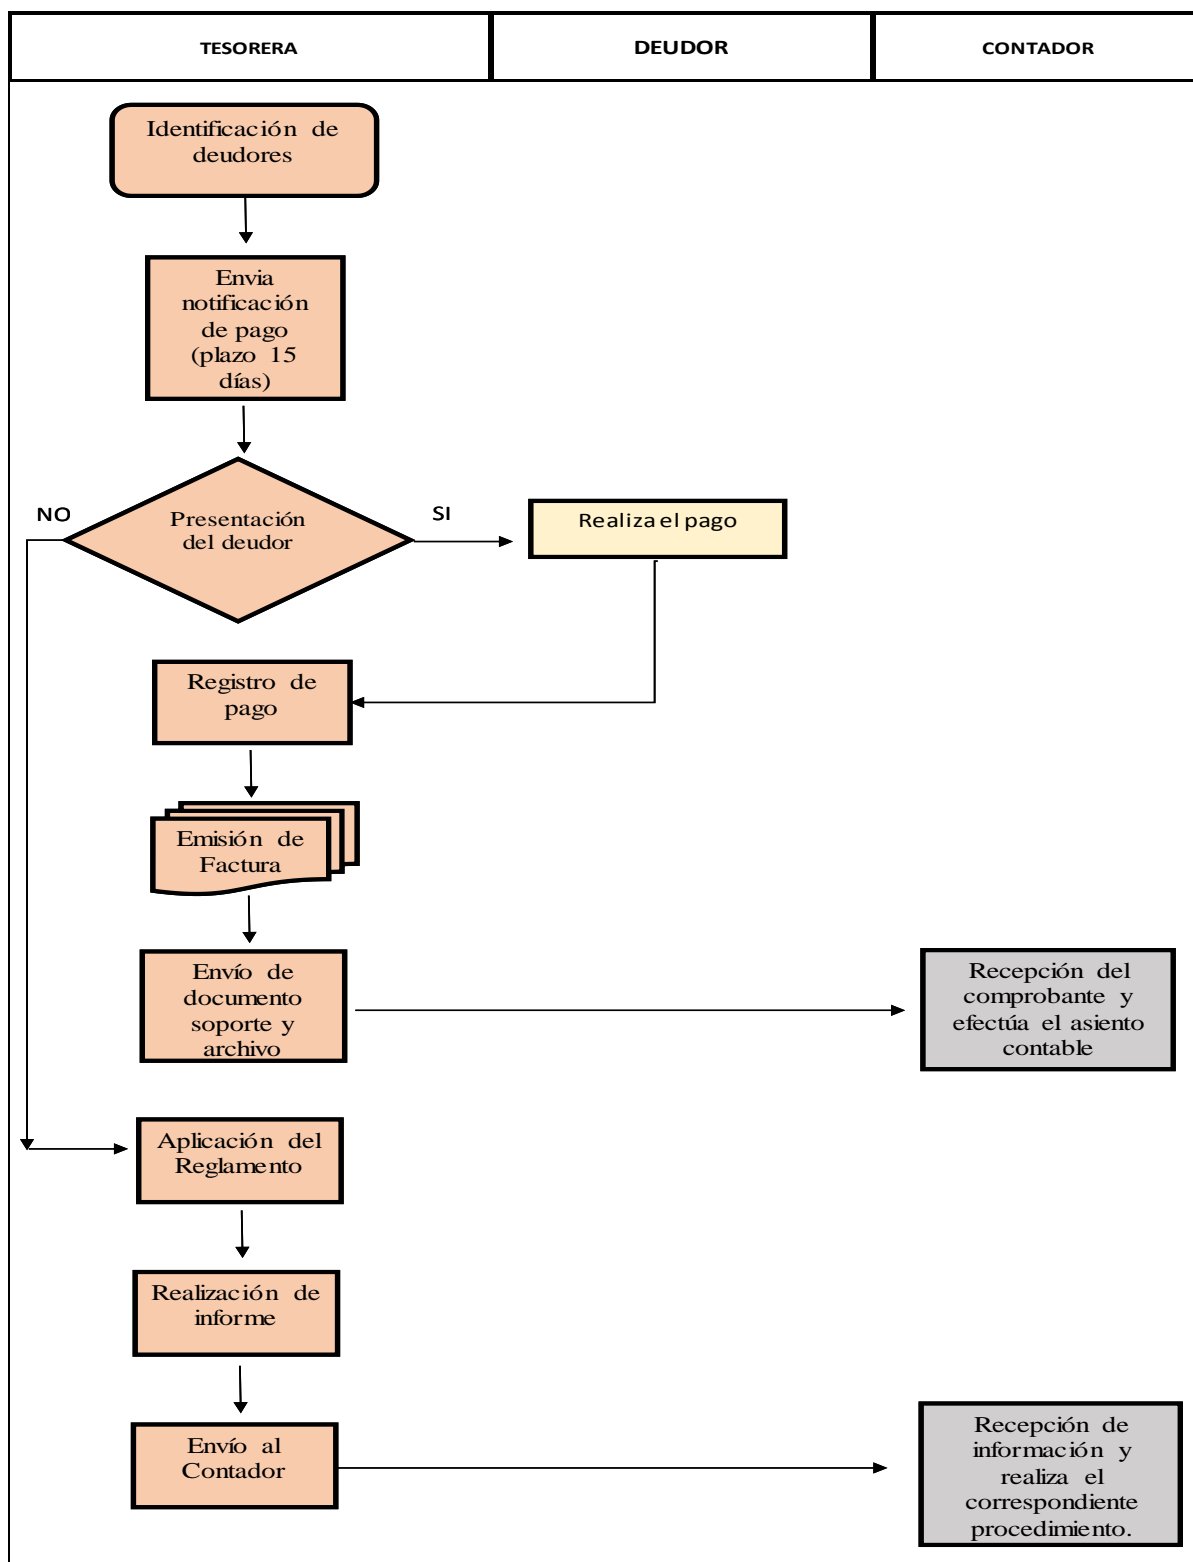 TESORERA
DEUDOR
CONTADOR
Identificación de
deudores
Envia
notificación
de pago
(plazo 15
días)
NO
Presentación
del deudor
SI
Realiza el pago
Registro de
pago
Emisión de
Factura
Envío de
documento
soporte y
archivo
Recepción del
comprobante y
efectúa el asiento
contable
Aplicación del
Reglamento
Realización de
informe
Envío al
Contador
Recepción de
información y
realiza el
correspondiente
procedimiento.